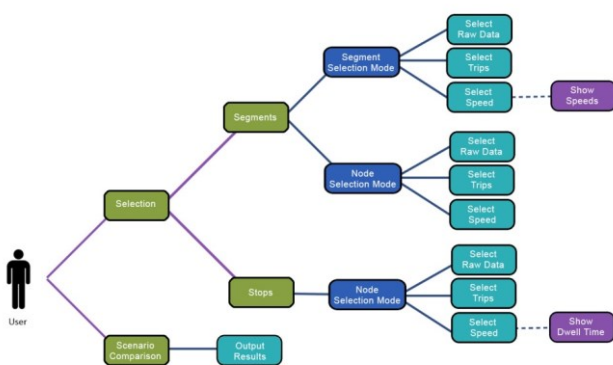 Select
Raw Data
Segment
Selection Mode
Select
Trips
Select
Speed
Show
Speeds
Segments
Select
Raw Data
Node
Selection Mode
Select
Trips
Select
Speed
Selection
User
Stops
Node
Selection Mode
Select
Raw Data
Select
Trips
Select
Speed
Show
Dwell Time
Scenario
Comparison
Output
Results